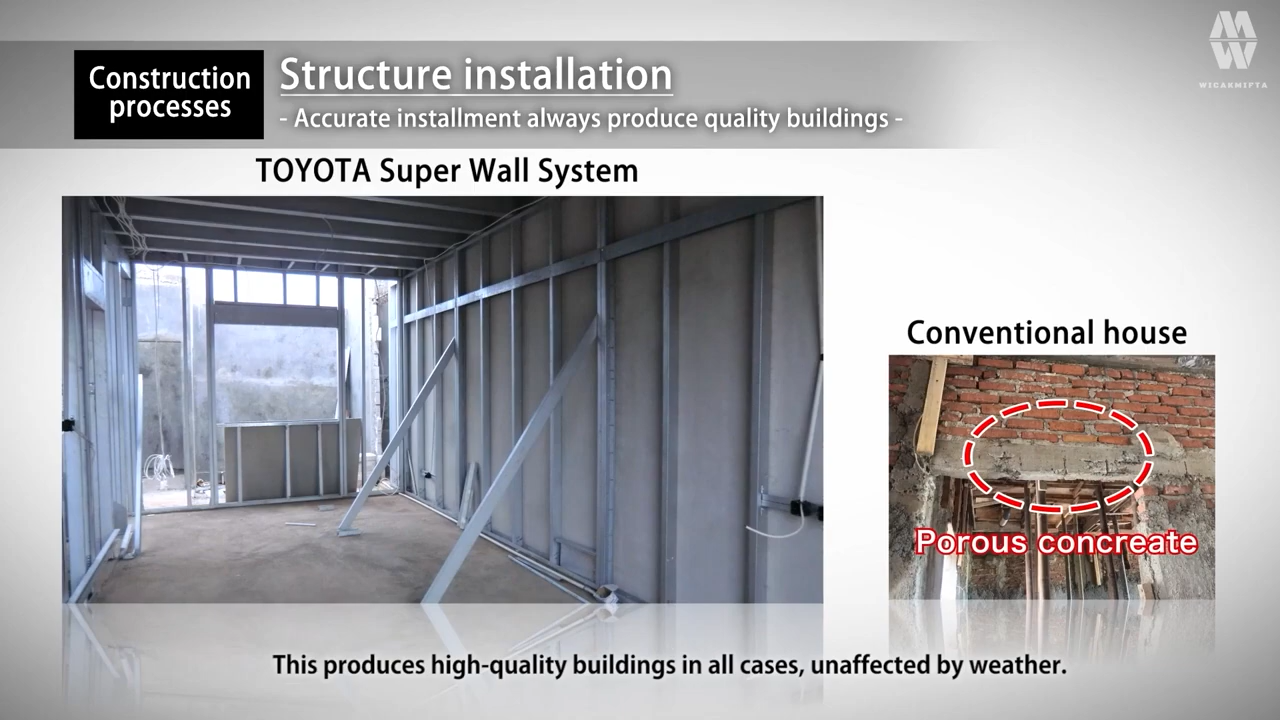 WICAKMIFTA
Construction
processes
Structure installation
- Accurate installment always produce quality buildings -
TOYOTA Super Wall System
Conventional house
Porous concreate
This produces high-quality buildings in all cases, unaffected by weather.